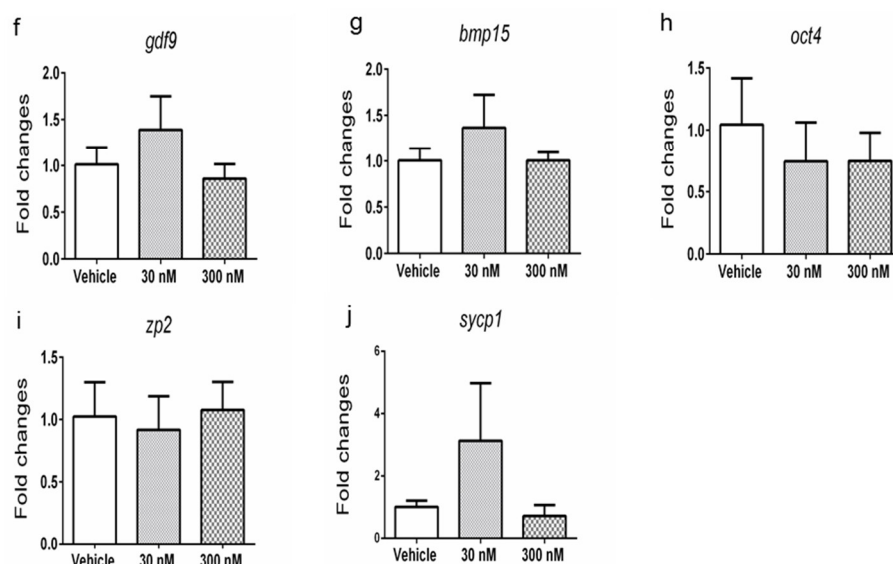 f
gdf9
Fold changes
2.0
1.5
1.0
0.5
0.0
Vehicle 30 nM 300 nM
g
bmp15
Fold changes
2.0
1.5
1.0
0.5
0.0
Vehicle 30 nM 300 nM
h
oct4
Fold changes
1.5
1.0
0.5
0.0
Vehicle 30 nM 300 nM
i
zp2
Fold changes
1.5
1.0
0.5
0.0
Vehicle 30 nM 300 nM
j
sycp1
Fold changes
6
4
2
0
Vehicle 30 nM 300 nM